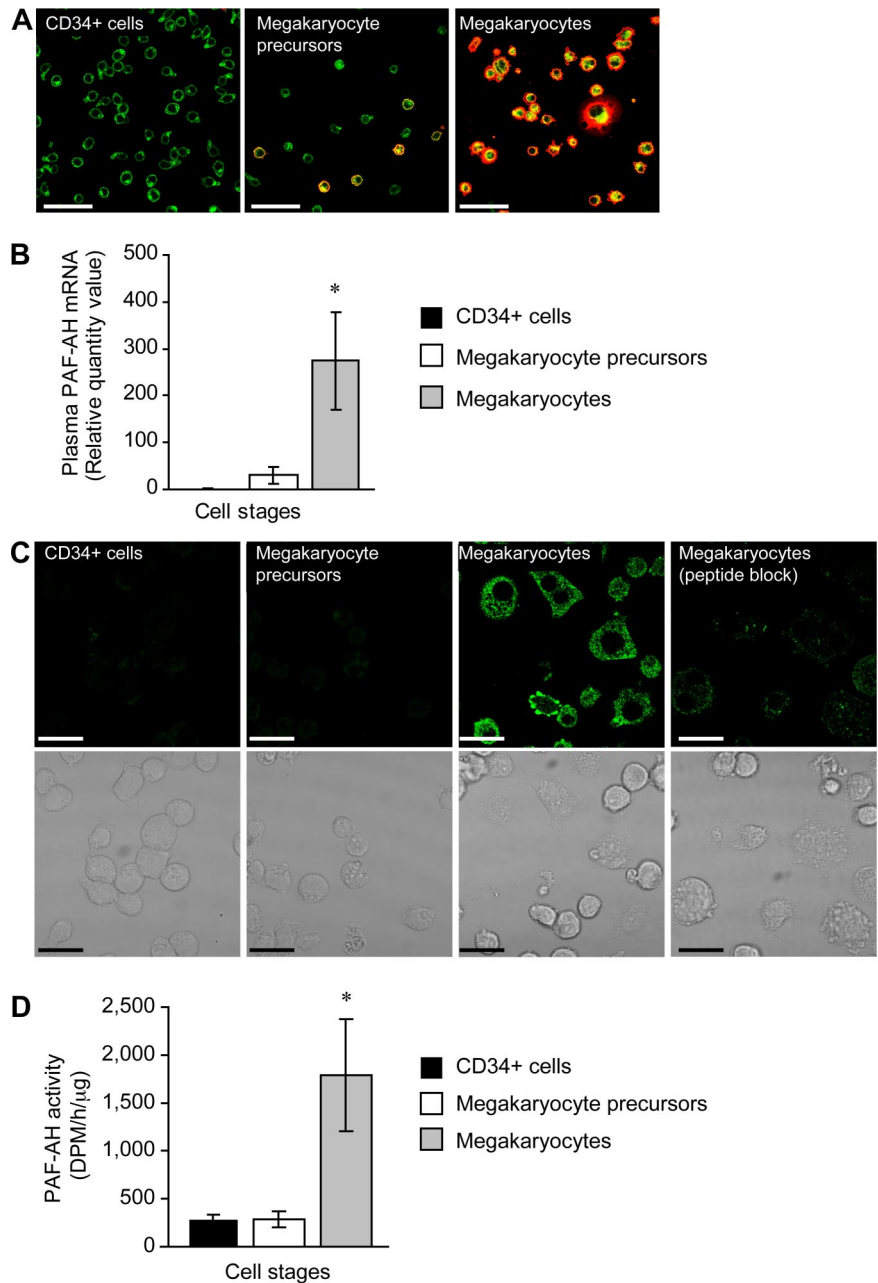 A
CD34+ cells
Megakaryocyte
precursors
Megakaryocytes
B
Plasma PAF-AH mRNA
(Relative quantity value)
500
400
300
200
100
0
*
Cell stages
CD34+ cells
Megakaryocyte precursors
Megakaryocytes
C
CD34+ cells
Megakaryocyte
precursors
Megakaryocytes
Megakaryocytes
(peptide block)
D
PAF-AH activity
(DPM/h/μg)
2,500
2,000
1,500
1,000
500
0
*
Cell stages
CD34+ cells
Megakaryocyte precursors
Megakaryocytes